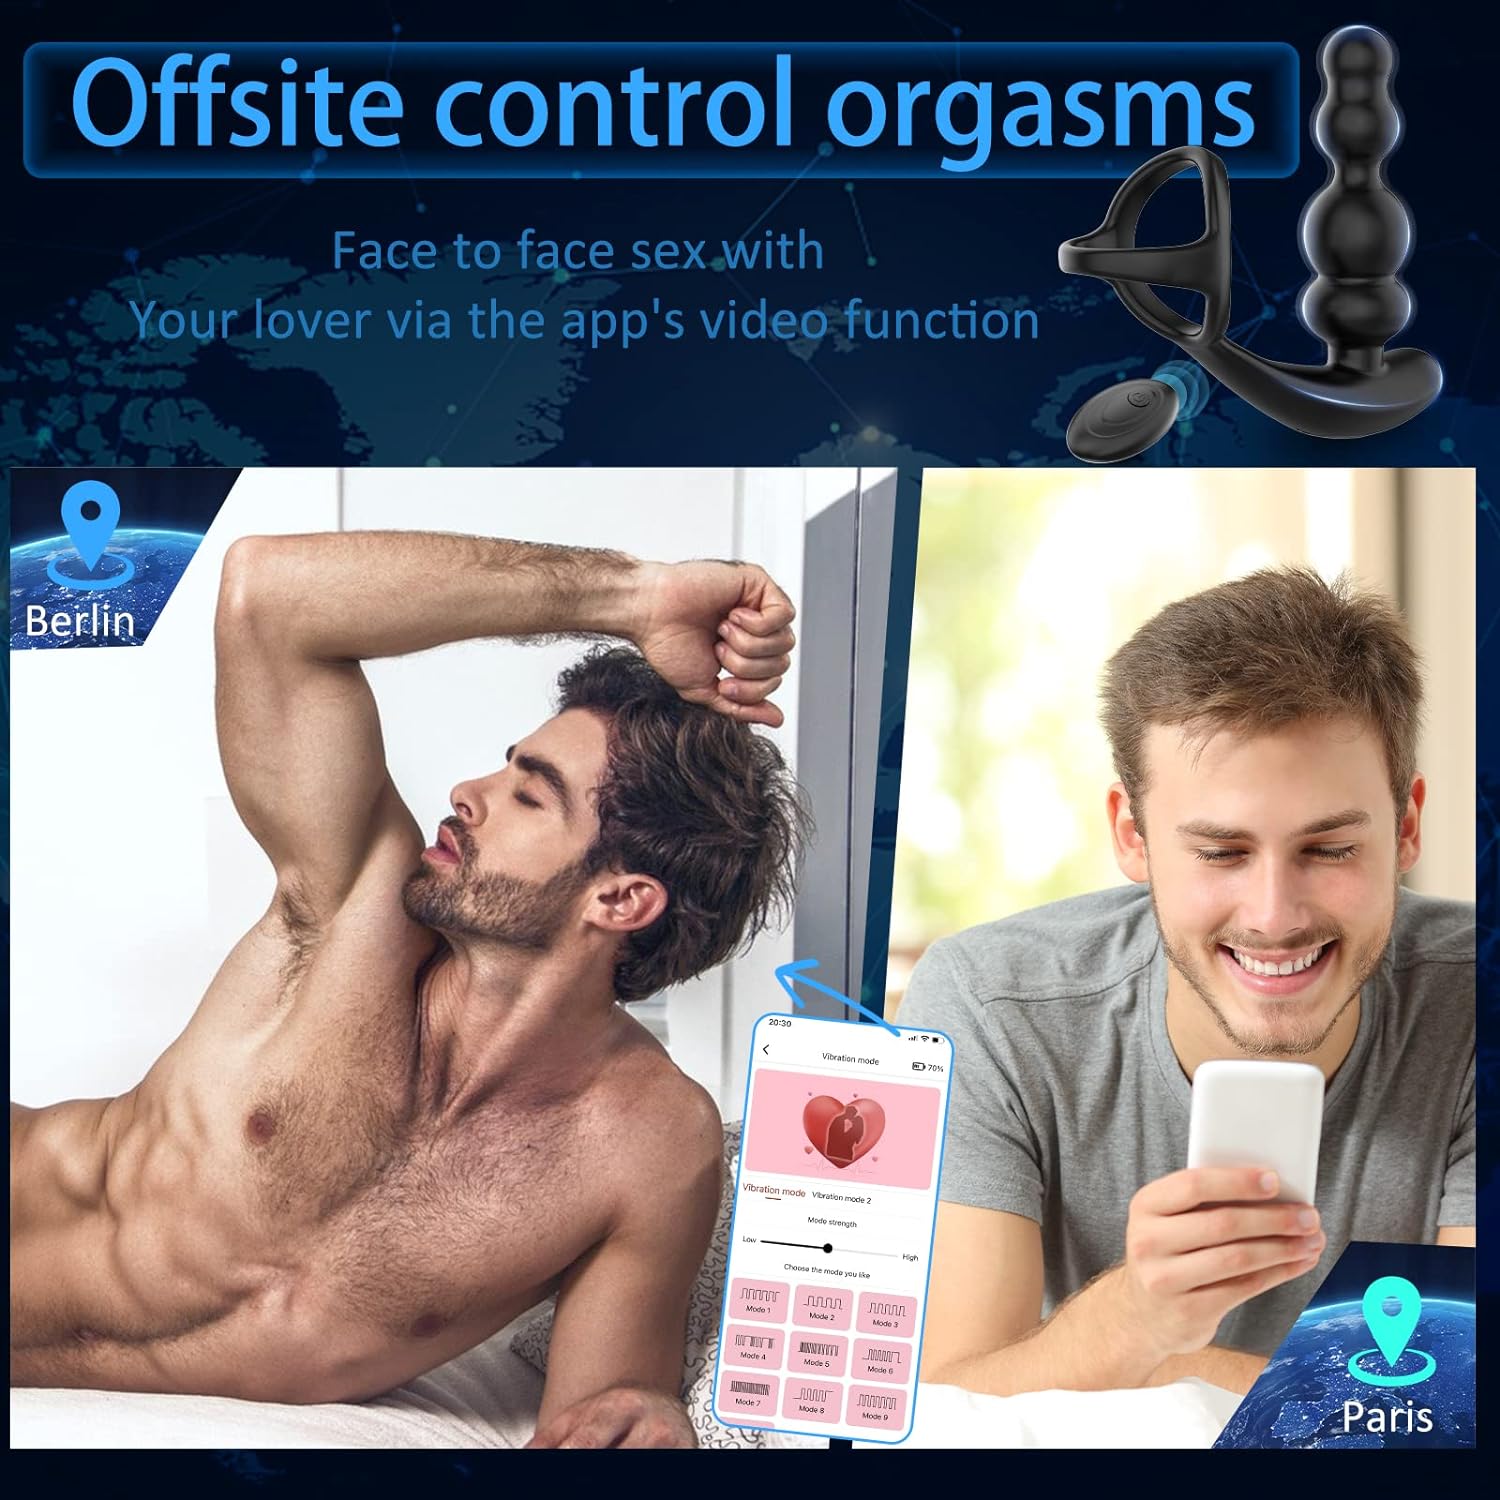 Offsite control orgasms
Face to face sex with
Your lover via the app's video function
Berlin
20:30
Vibration mode
70%
Vibration mode Vibration mode 2
Mode strength
Low High
Choose the mode you like
Mode 1 Mode 2 Mode 3
Mode 4 Mode 5 Mode 6
Mode 7 Mode 8 Mode 9
Paris